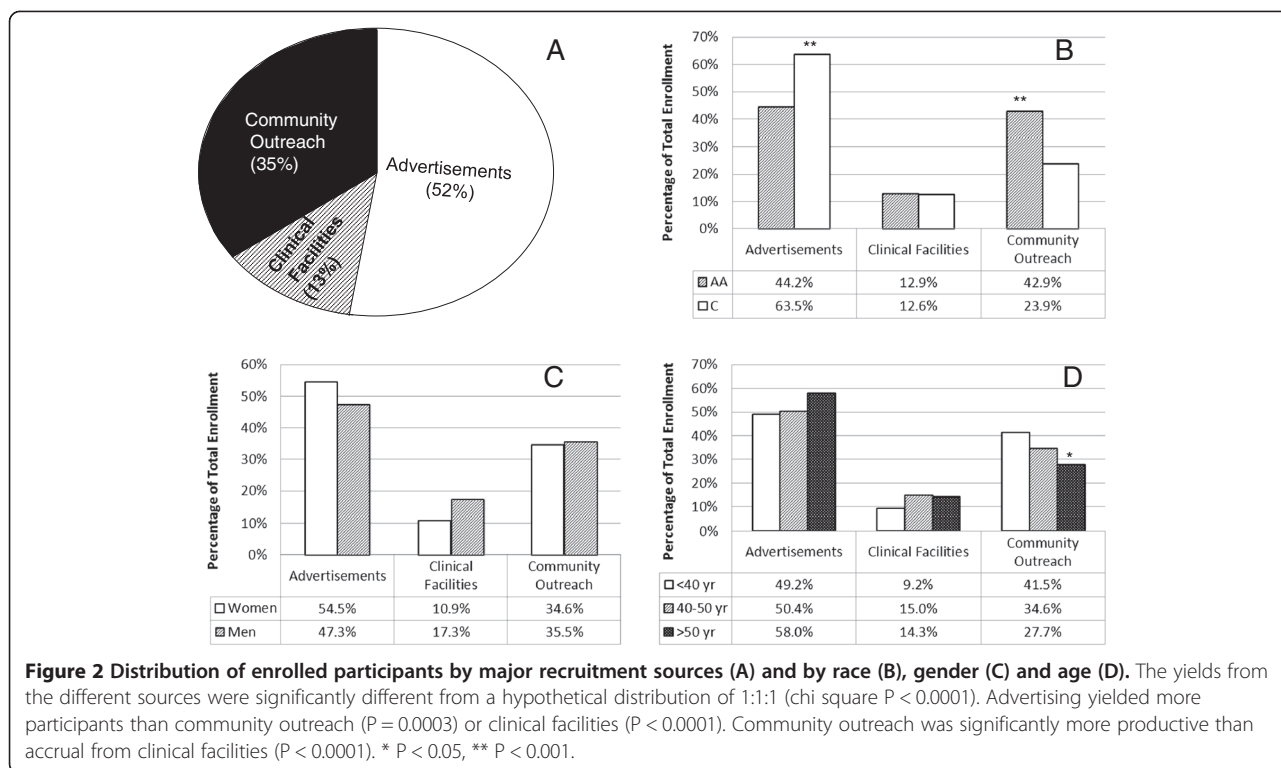 A
Community
Outreach
(35%)
Advertisements
(52%)
Clinical
Facilities
(13%)
B
Percentage of Total Enrollment
70%
60%
50%
40%
30%
20%
10%
0%
**
**
Advertisements Clinical Facilities Community
Outreach
AA 44.2% 12.9% 42.9%
C 63.5% 12.6% 23.9%
C
Percentage of Total Enrollment
60%
50%
40%
30%
20%
10%
0%
Advertisements Clinical
Facilities Community
Outreach
Women 54.5% 10.9% 34.6%
Men 47.3% 17.3% 35.5%
D
Percentage of Total Enrollment
70%
60%
50%
40%
30%
20%
10%
0%
*
Advertisements Clinical Facilities Community
Outreach
<40 yr 49.2% 9.2% 41.5%
40-50 yr 50.4% 15.0% 34.6%
>50 yr 58.0% 14.3% 27.7%
Figure 2 Distribution of enrolled participants by major recruitment sources (A) and by race (B), gender (C) and age (D). The yields from
the different sources were significantly different from a hypothetical distribution of 1:1:1 (chi square P < 0.0001). Advertising yielded more
participants than community outreach (P = 0.0003) or clinical facilities (P < 0.0001). Community outreach was significantly more productive than
accrual from clinical facilities (P < 0.0001). * P < 0.05, ** P < 0.001.